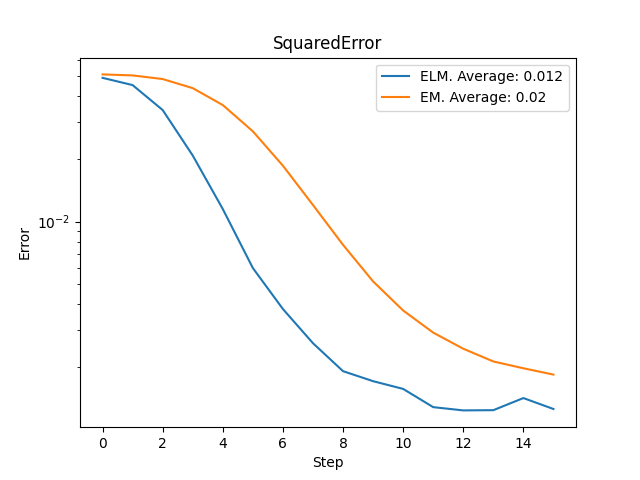 SquaredError
ELM. Average: 0.012
EM. Average: 0.02
10⁻²
Error
0 2 4 6 8 10 12 14
Step